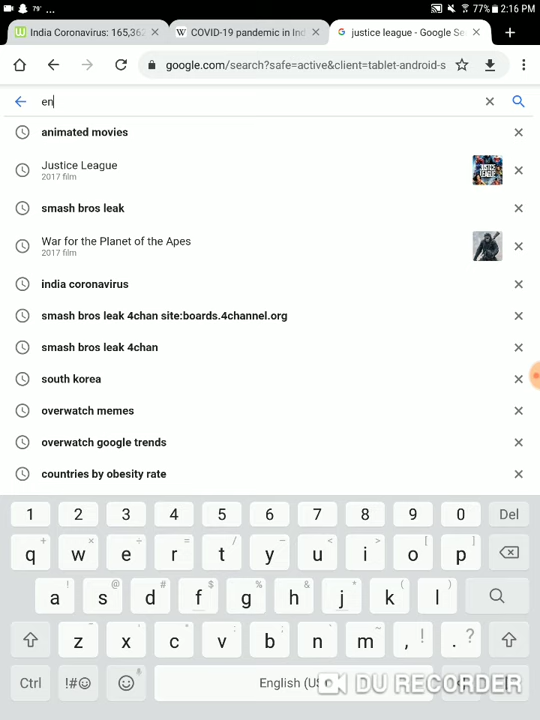 79°
77% 2:16 PM
India Coronavirus: 165,362
COVID-19 pandemic in Ind
justice league - Google Se
google.com/search?safe=active&client=tablet-android-s
en
animated movies
Justice League
2017 film
smash bros leak
War for the Planet of the Apes
2017 film
india coronavirus
smash bros leak 4chan site:boards.4channel.org
smash bros leak 4chan
south korea
overwatch memes
overwatch google trends
countries by obesity rate
1 2 3 4 5 6 7 8 9 0 Del
q w e r t y u i o p
a s d f g h j k l
z x c v b n m , ! . ?
Ctrl !#☺ English (US)
DU RECORDER